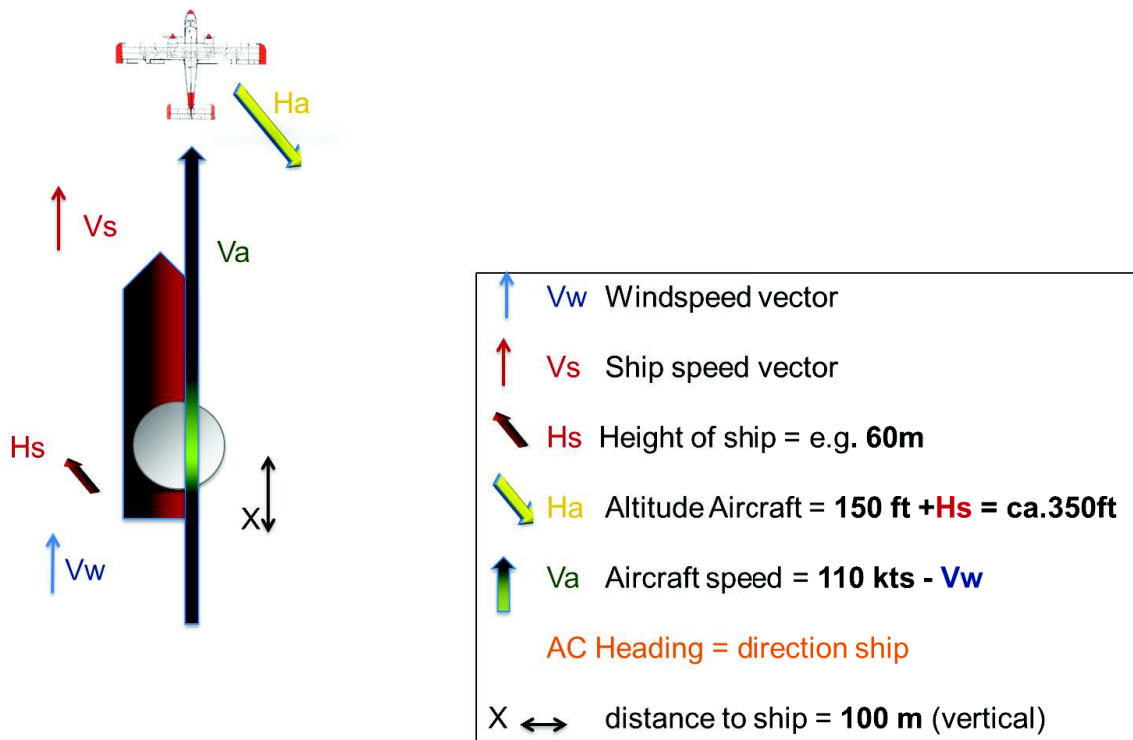 Ha
Vs
Va
Hs
X
Vw
Vw Windspeed vector
Vs Ship speed vector
Hs Height of ship = e.g. 60m
Ha Altitude Aircraft = 150 ft +Hs = ca.350ft
Va Aircraft speed = 110 kts - Vw
AC Heading = direction ship
X distance to ship = 100 m (vertical)